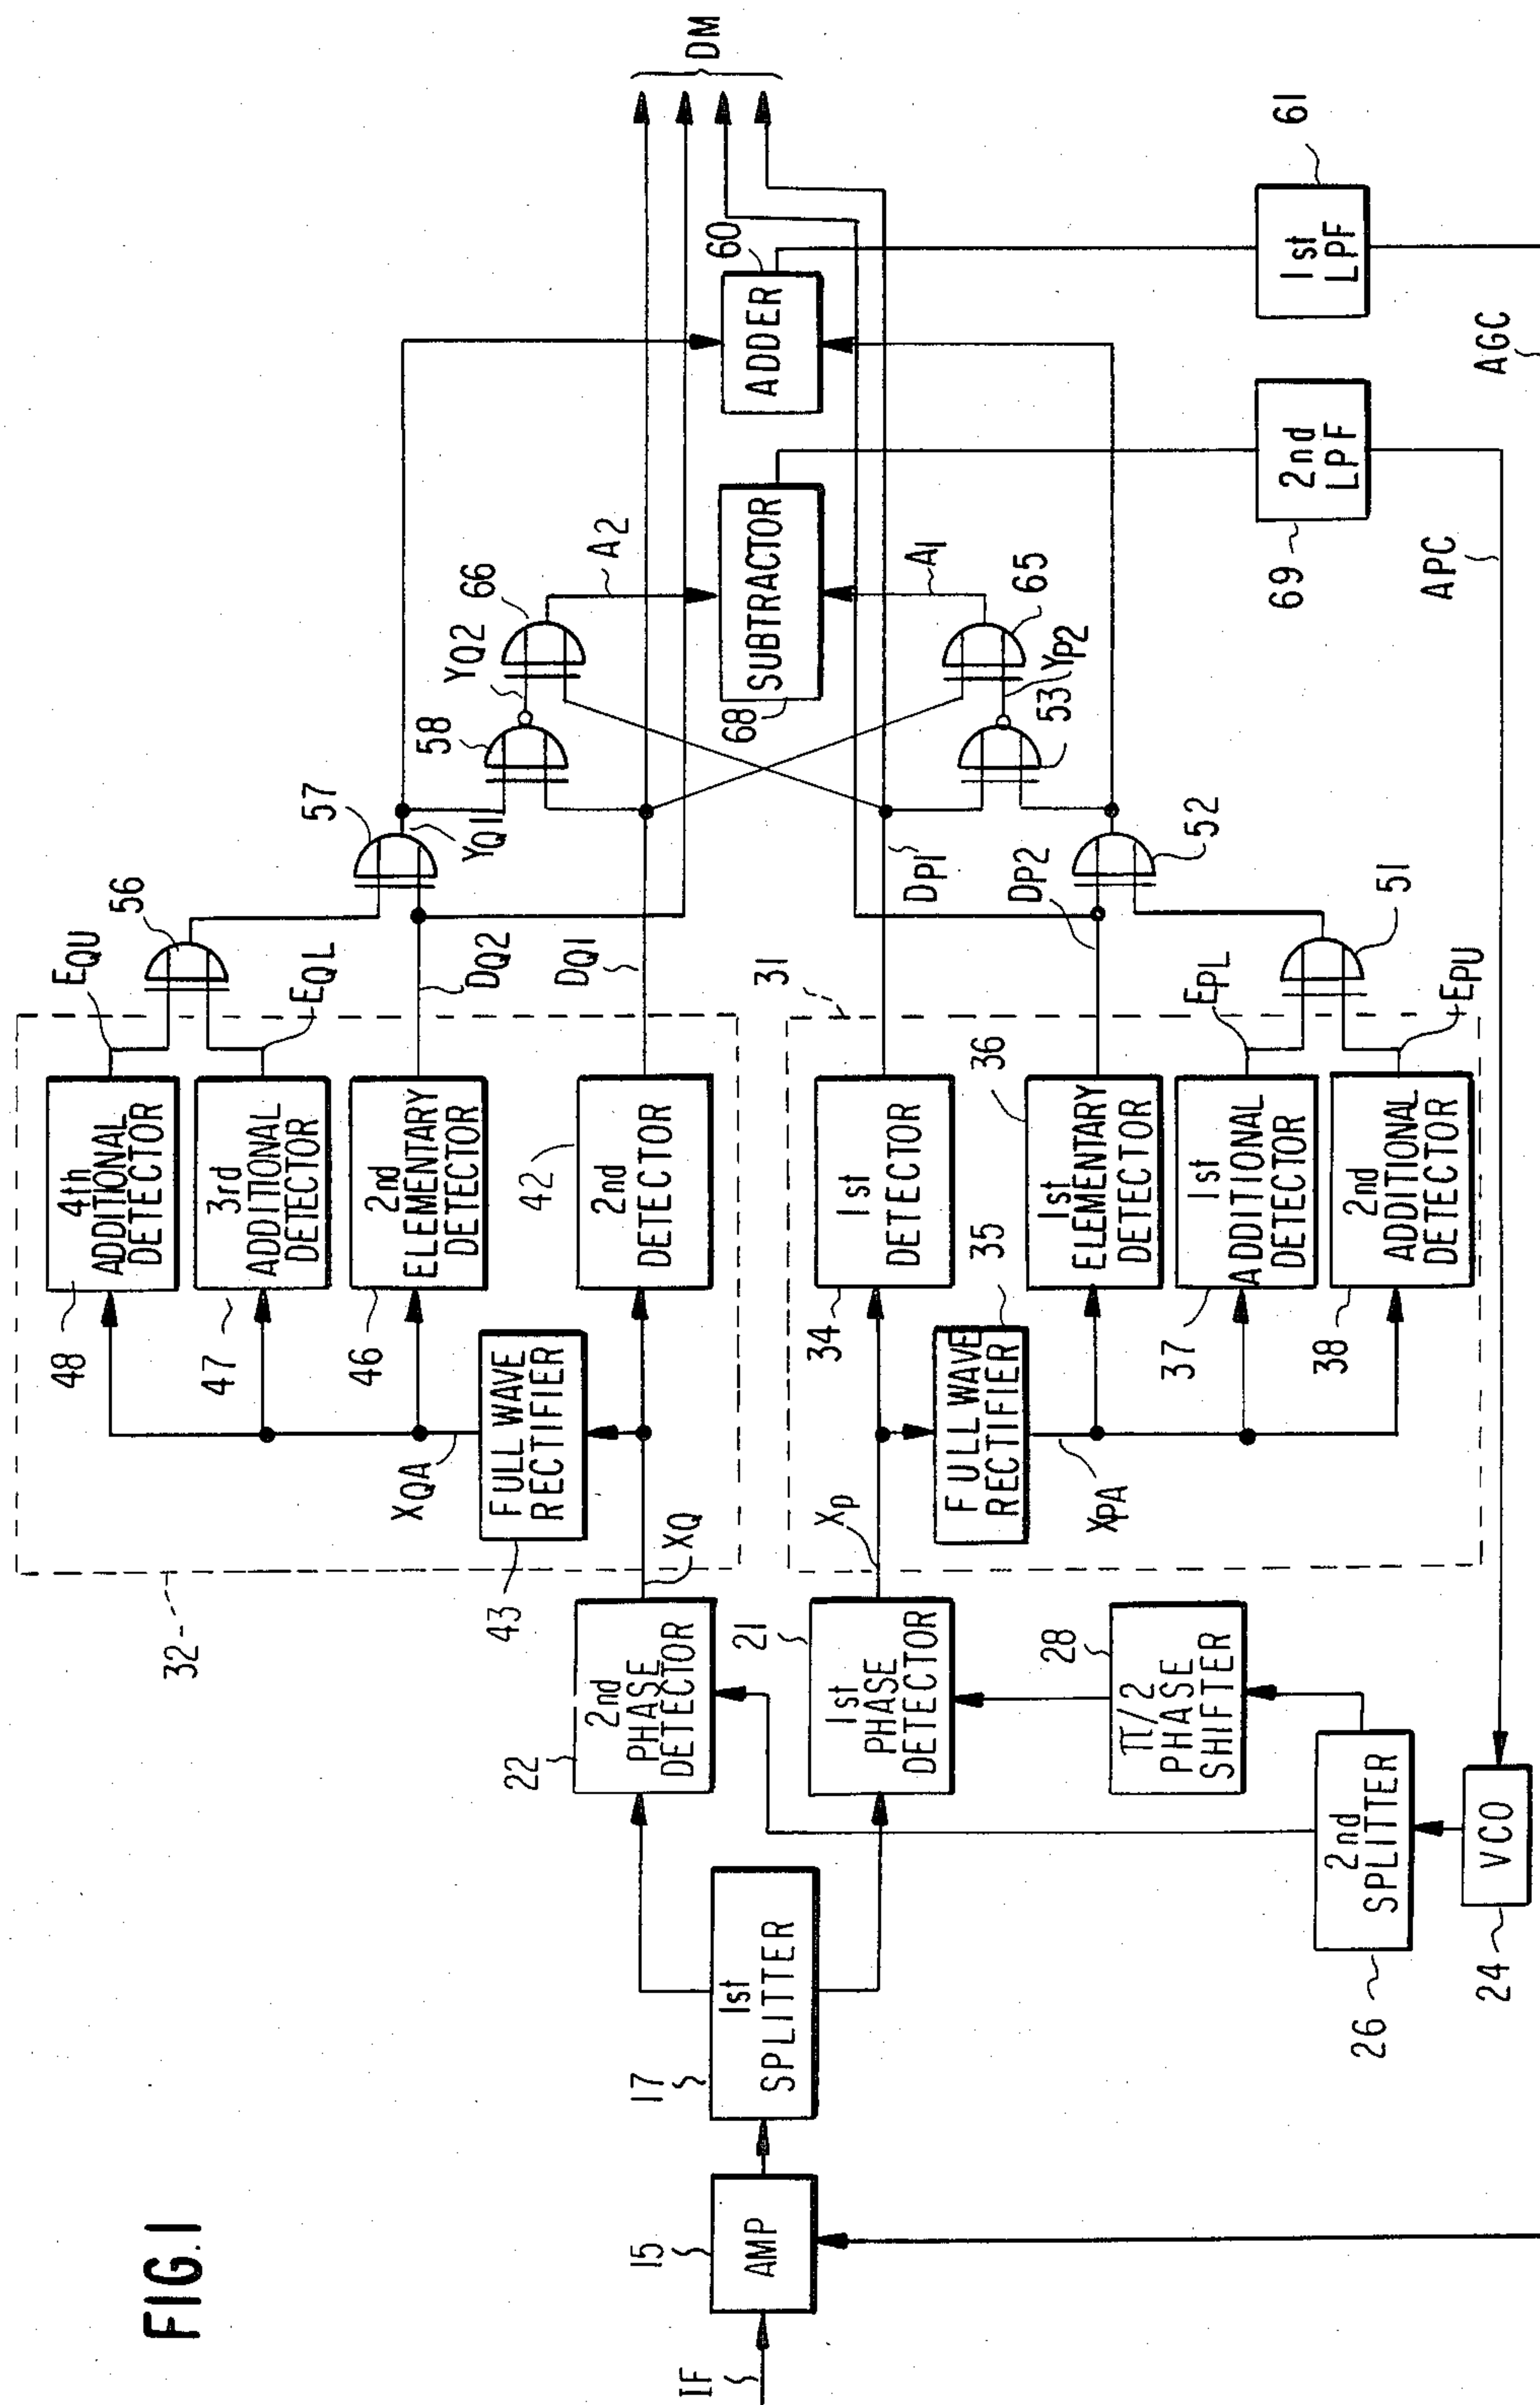 FIG.1
IF
15
AMP
17
1st
SPLITTER
22
2nd
PHASE
DETECTOR
21
1st
PHASE
DETECTOR
28
π/2
PHASE
SHIFTER
26
2nd
SPLITTER
24
VCO
32
XQ
43
FULL WAVE
RECTIFIER
XQA
48
4th
ADDITIONAL
DETECTOR
47
3rd
ADDITIONAL
DETECTOR
46
2nd
ELEMENTARY
DETECTOR
42
2nd
DETECTOR
XP
31
34
1st
DETECTOR
35
FULL WAVE
RECTIFIER
XPA
36
1st
ELEMENTARY
DETECTOR
37
1st
ADDITIONAL
DETECTOR
38
2nd
ADDITIONAL
DETECTOR
EQU
EQL
DQ2
DQ1
56
57
YQ1
58
YQ2
66
A2
DP1
DP2
EPL
EPU
51
52
53
YP2
65
A1
68
SUBTRACTOR
60
ADDER
DM
69
2nd
LPF
61
1st
LPF
APC
AGC